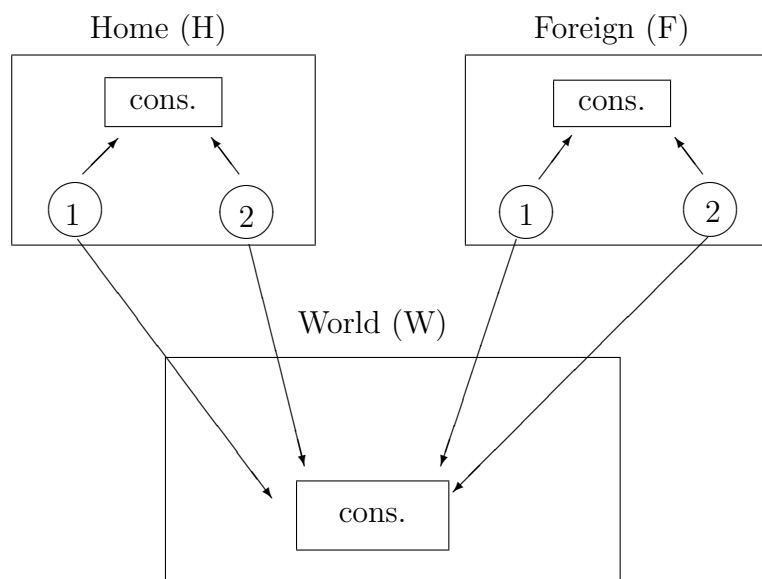 Home (H)
Foreign (F)
cons.
cons.
1
2
1
2
World (W)
cons.